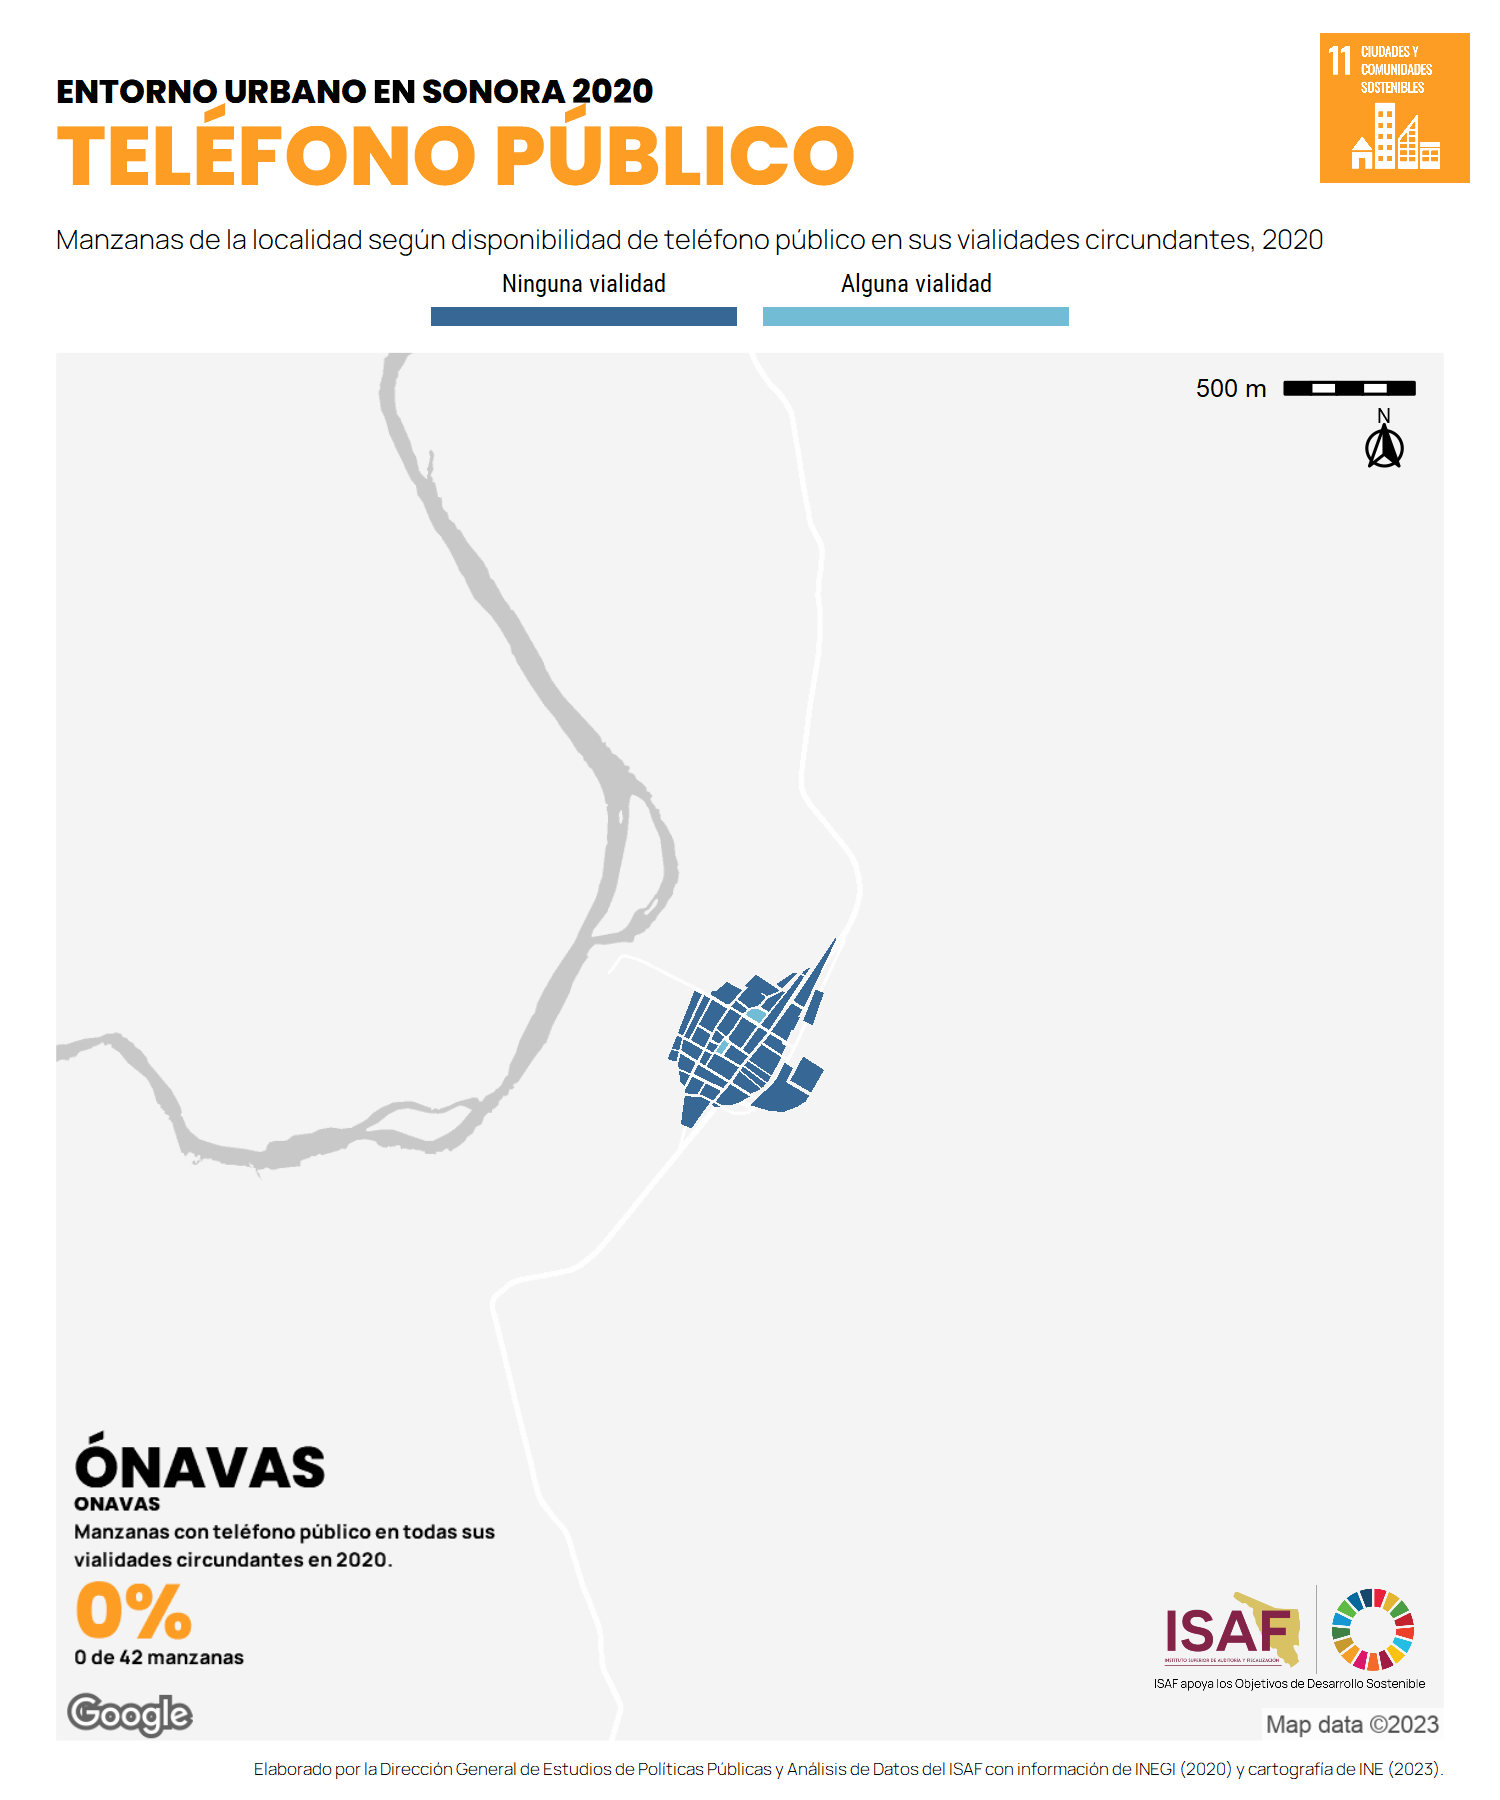 ENTORNO URBANO EN SONORA 2020
TELÉFONO PÚBLICO
11 CIUDADES Y
COMUNIDADES
SOSTENIBLES
Manzanas de la localidad según disponibilidad de teléfono público en sus vialidades circundantes, 2020
Ninguna vialidad
Alguna vialidad
500 m
N
ÓNAVAS
ONAVAS
Manzanas con teléfono público en todas sus
vialidades circundantes en 2020.
0%
0 de 42 manzanas
Google
ISAF
INSTITUTO SUPERIOR DE AUDITORÍA Y FISCALIZACIÓN
ISAF apoya los Objetivos de Desarrollo Sostenible
Map data ©2023
Elaborado por la Dirección General de Estudios de Políticas Públicas y Análisis de Datos del ISAF con información de INEGI (2020) y cartografía de INE (2023).